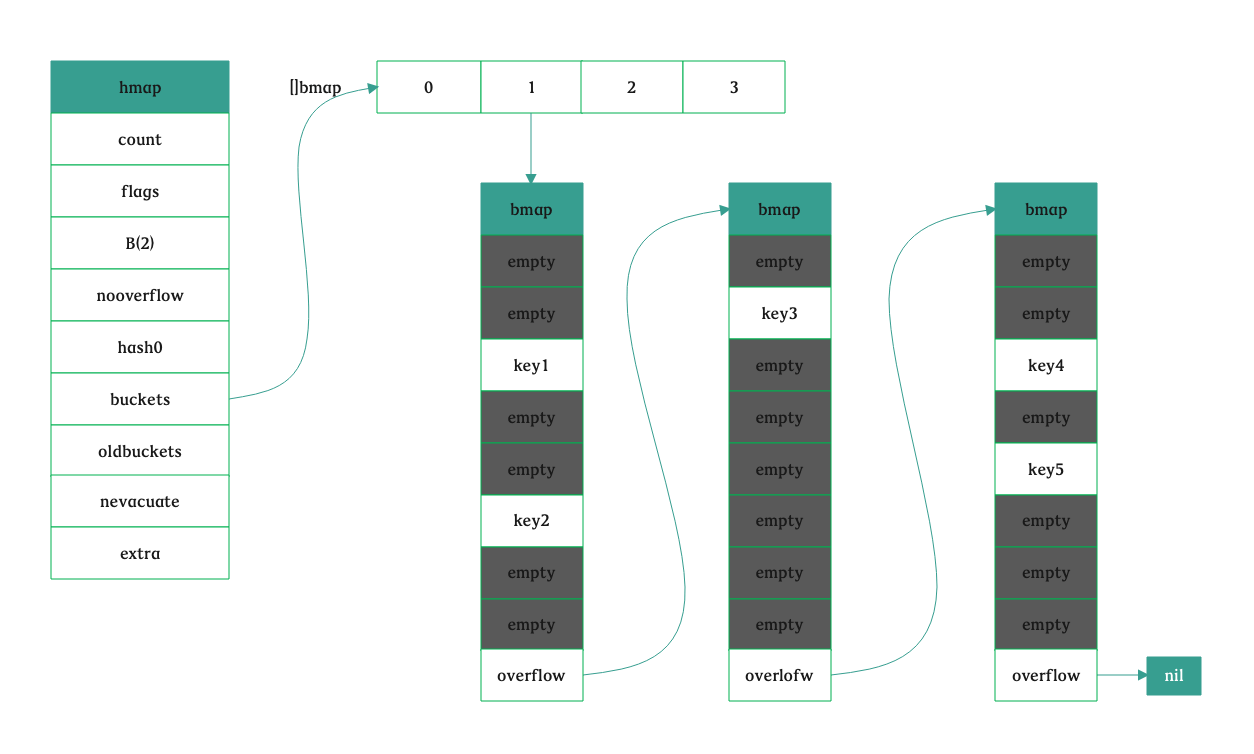 hmap
count
flags
B(2)
nooverflow
hash0
buckets
oldbuckets
nevacuate
extra
[]bmap
0
1
2
3
bmap
empty
empty
key1
empty
empty
key2
empty
empty
overflow
bmap
empty
key3
empty
empty
empty
empty
empty
empty
overlofw
bmap
empty
empty
key4
empty
key5
empty
empty
empty
overflow
nil